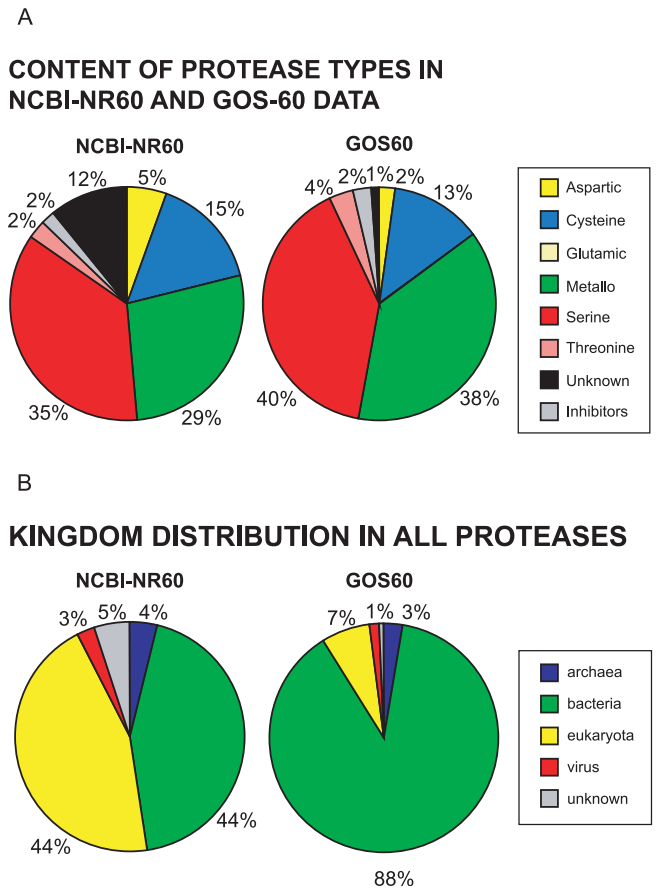 A
CONTENT OF PROTEASE TYPES IN
NCBI-NR60 AND GOS-60 DATA
NCBI-NR60
12%
5%
2%
2%
15%
35%
29%
GOS60
2%
1%
2%
4%
13%
40%
38%
Aspartic
Cysteine
Glutamic
Metallo
Serine
Threonine
Unknown
Inhibitors
B
KINGDOM DISTRIBUTION IN ALL PROTEASES
NCBI-NR60
3%
5%
4%
44%
44%
GOS60
7%
1%
3%
88%
archaea
bacteria
eukaryota
virus
unknown